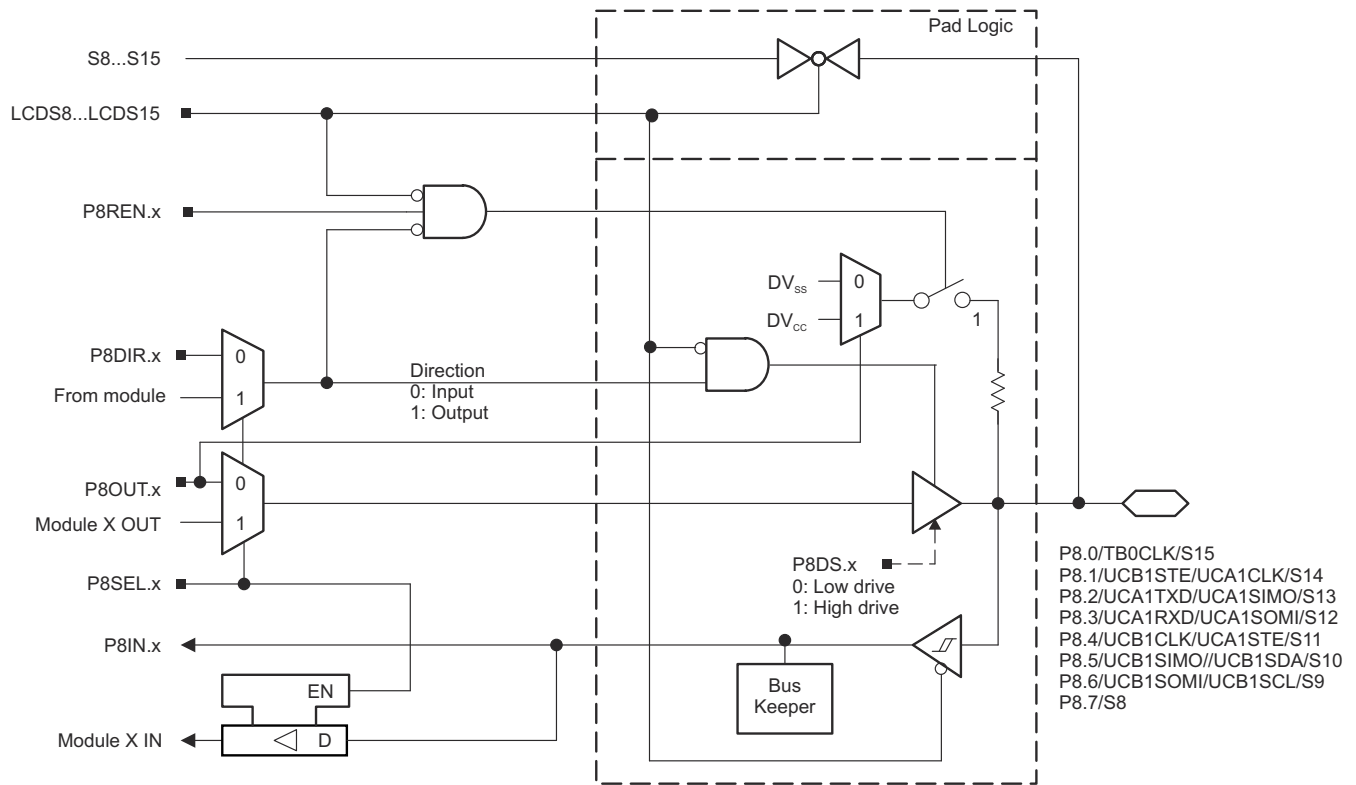 Pad Logic
S8...S15
LCDS8...LCDS15
P8REN.x
DVSS
0
DVCC
1
1
P8DIR.x
0
From module
1
Direction
0: Input
1: Output
P8OUT.x
0
Module X OUT
1
P8SEL.x
P8DS.x
0: Low drive
1: High drive
P8.0/TB0CLK/S15
P8.1/UCB1STE/UCA1CLK/S14
P8.2/UCA1TXD/UCA1SIMO/S13
P8.3/UCA1RXD/UCA1SOMI/S12
P8.4/UCB1CLK/UCA1STE/S11
P8.5/UCB1SIMO//UCB1SDA/S10
P8.6/UCB1SOMI/UCB1SCL/S9
P8.7/S8
P8IN.x
Bus
Keeper
EN
Module X IN
D